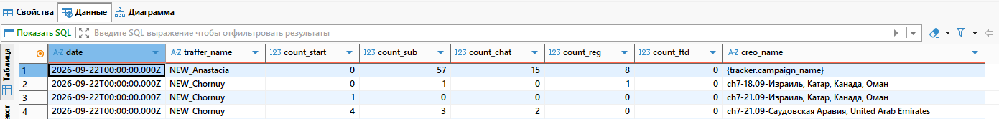 Свойства Данные Диаграмма
Показать SQL Введите SQL выражение чтобы отфильтровать результаты
Таблица
A-Z date A-Z traffer_name 123 count_start 123 count_sub 123 count_chat 123 count_reg 123 count_ftd A-Z creo_name
1 2026-09-22T00:00:00.000Z NEW_Anastacia 0 57 15 8 0 {tracker.campaign_name}
2 2026-09-22T00:00:00.000Z NEW_Chornuy 0 1 0 1 0 ch7-18.09-Израиль, Катар, Канада, Оман
3 2026-09-22T00:00:00.000Z NEW_Chornuy 1 0 0 0 0 ch7-21.09-Израиль, Катар, Канада, Оман
4 2026-09-22T00:00:00.000Z NEW_Chornuy 4 3 2 0 0 ch7-21.09-Саудовская Аравия, United Arab Emirates